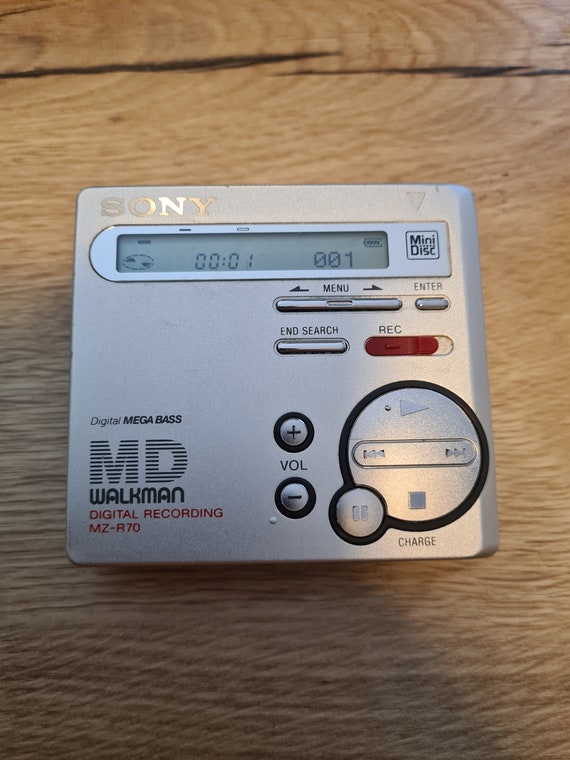 SONY
00:01 001
Mini
Disc
MENU
ENTER
END SEARCH
REC
Digital MEGA BASS
MD
WALKMAN
DIGITAL RECORDING
MZ-R70
VOL
CHARGE